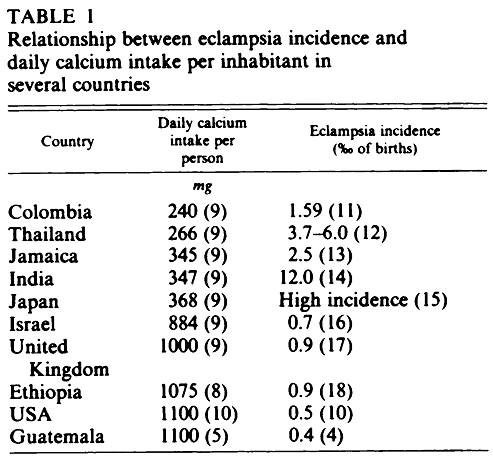 TABLE 1
Relationship between eclampsia incidence and
daily calcium intake per inhabitant in
several countries
Country Daily calcium intake per person Eclampsia incidence (‰ of births)
mg
Colombia 240 (9) 1.59 (11)
Thailand 266 (9) 3.7–6.0 (12)
Jamaica 345 (9) 2.5 (13)
India 347 (9) 12.0 (14)
Japan 368 (9) High incidence (15)
Israel 884 (9) 0.7 (16)
United 1000 (9) 0.9 (17)
Kingdom
Ethiopia 1075 (8) 0.9 (18)
USA 1100 (10) 0.5 (10)
Guatemala 1100 (5) 0.4 (4)